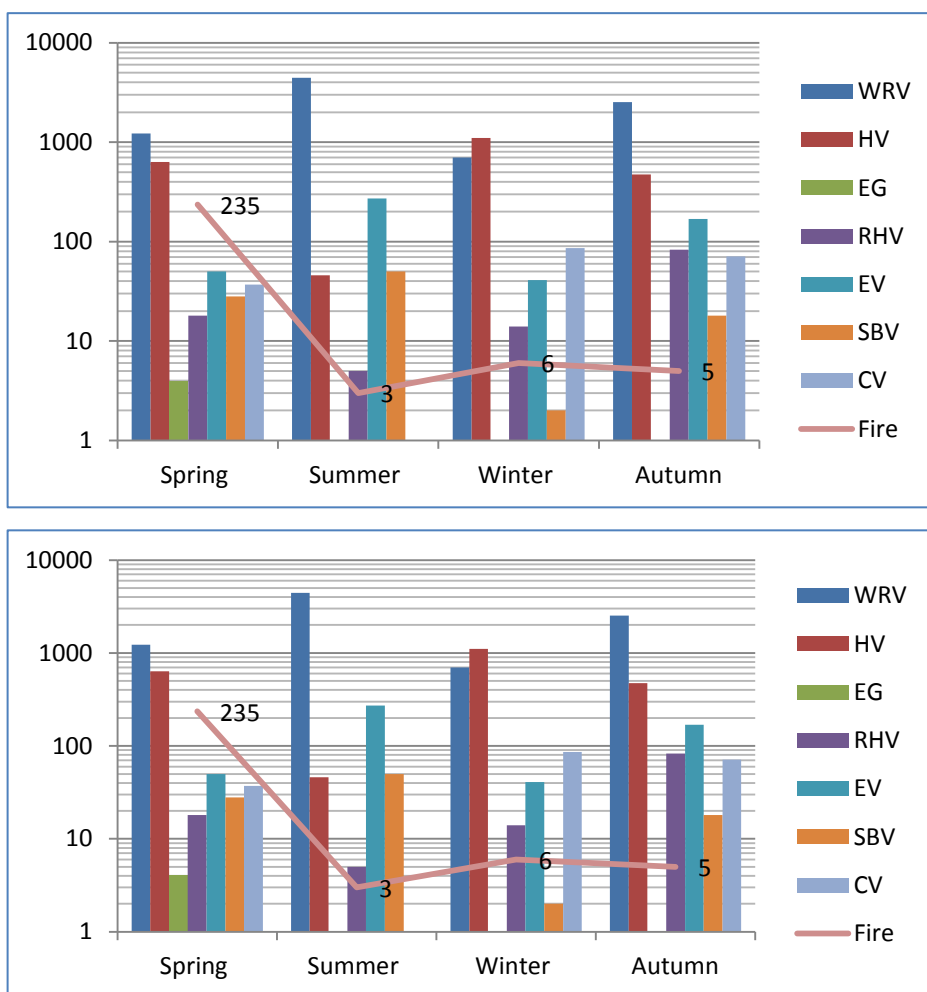 10000
1000
100
10
1
235
3
6
5
Spring Summer Winter Autumn
WRV
HV
EG
RHV
EV
SBV
CV
Fire
10000
1000
100
10
1
235
3
6
5
Spring Summer Winter Autumn
WRV
HV
EG
RHV
EV
SBV
CV
Fire